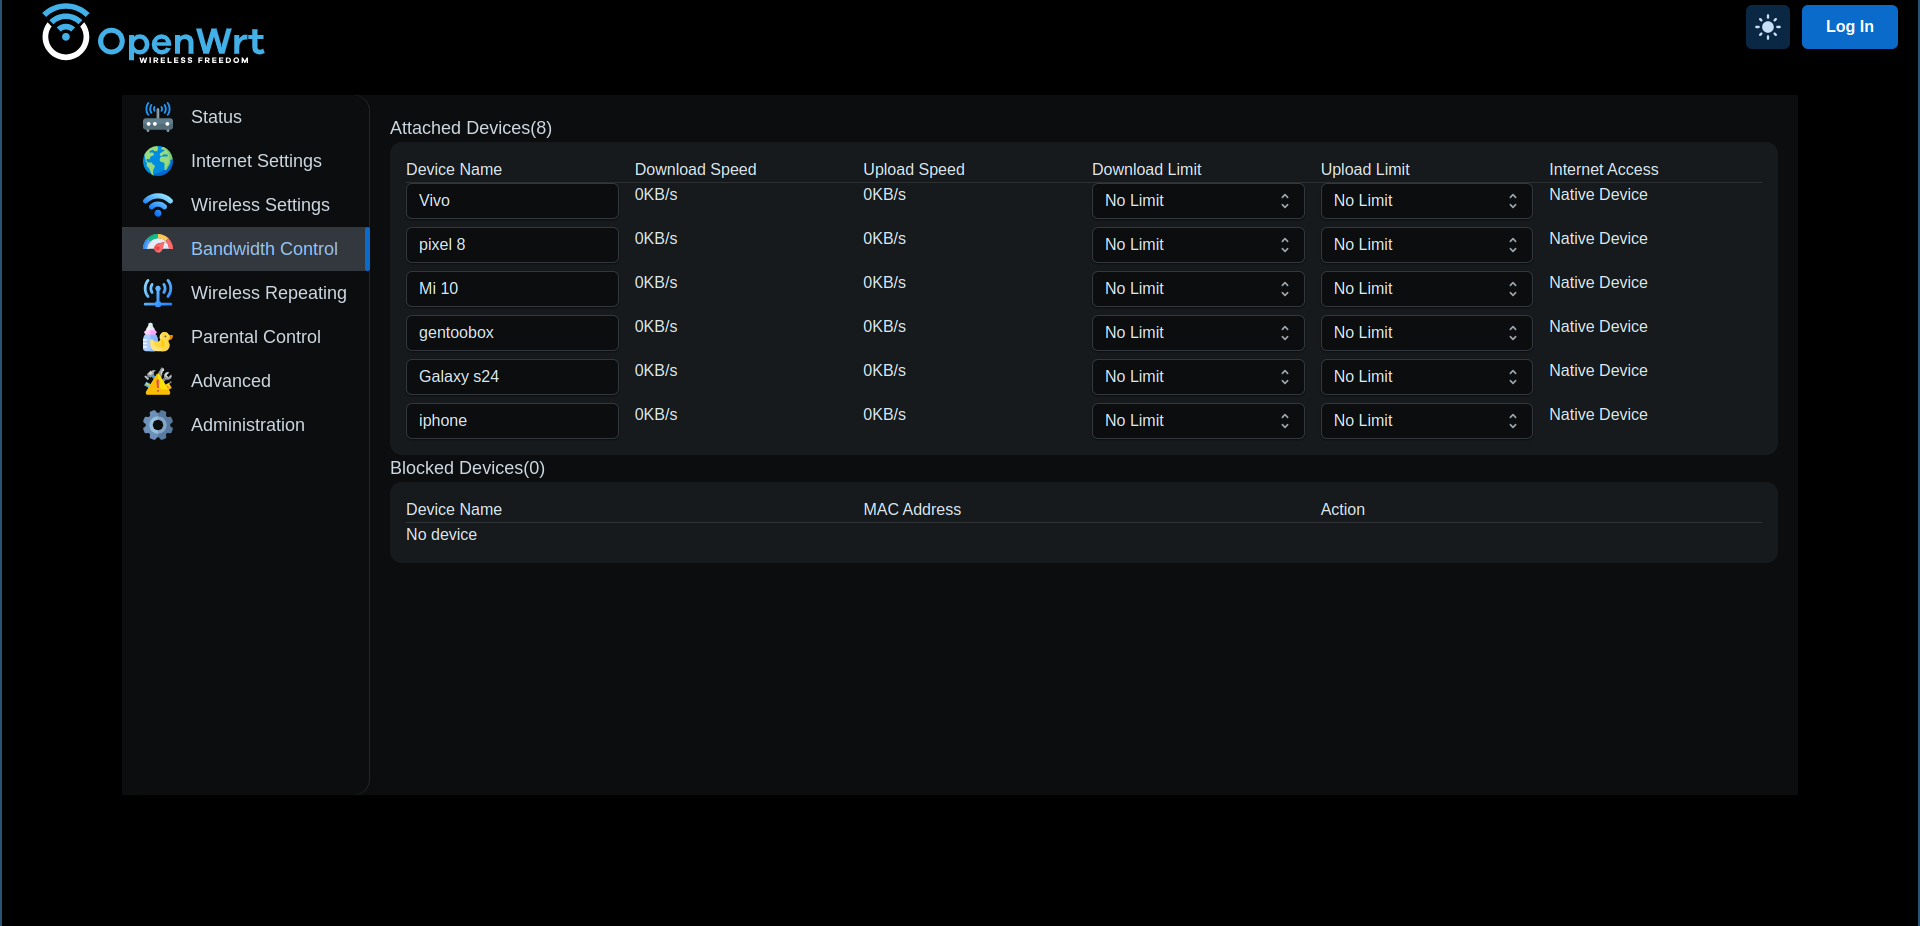 OpenWrt
WIRELESS FREEDOM
Log In
Status
Internet Settings
Wireless Settings
Bandwidth Control
Wireless Repeating
Parental Control
Advanced
Administration
Attached Devices(8)
Device Name Download Speed Upload Speed Download Limit Upload Limit Internet Access
Vivo 0KB/s 0KB/s No Limit No Limit Native Device
pixel 8 0KB/s 0KB/s No Limit No Limit Native Device
Mi 10 0KB/s 0KB/s No Limit No Limit Native Device
gentoobox 0KB/s 0KB/s No Limit No Limit Native Device
Galaxy s24 0KB/s 0KB/s No Limit No Limit Native Device
iphone 0KB/s 0KB/s No Limit No Limit Native Device
Blocked Devices(0)
Device Name MAC Address Action
No device